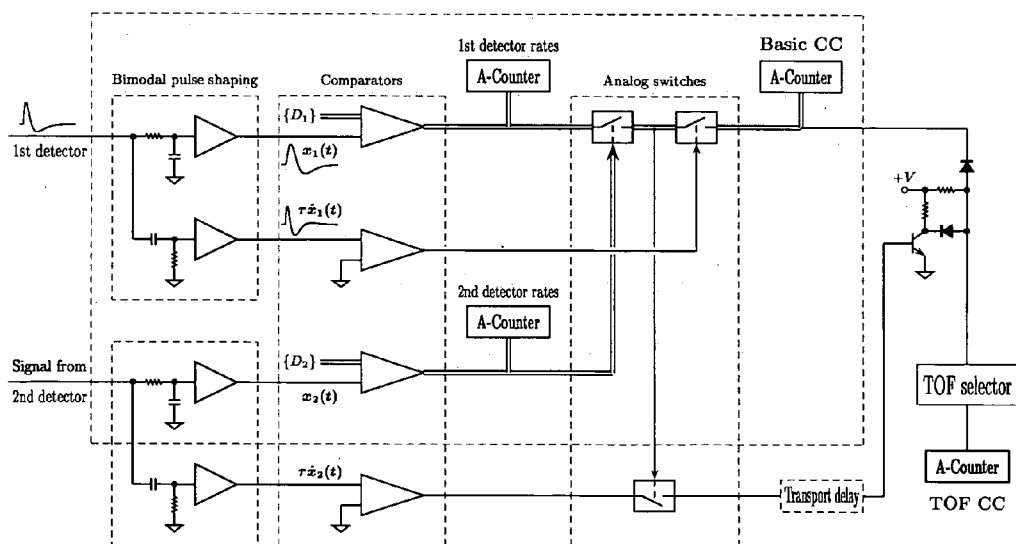 1st detector rates
Basic CC
A-Counter
A-Counter
Bimodal pulse shaping
Comparators
Analog switches
{D₁}
1st detector
x₁(t)
+V
τẋ₁(t)
2nd detector rates
A-Counter
Signal from
2nd detector
{D₂}
x₂(t)
TOF selector
τẋ₂(t)
A-Counter
Transport delay
TOF CC